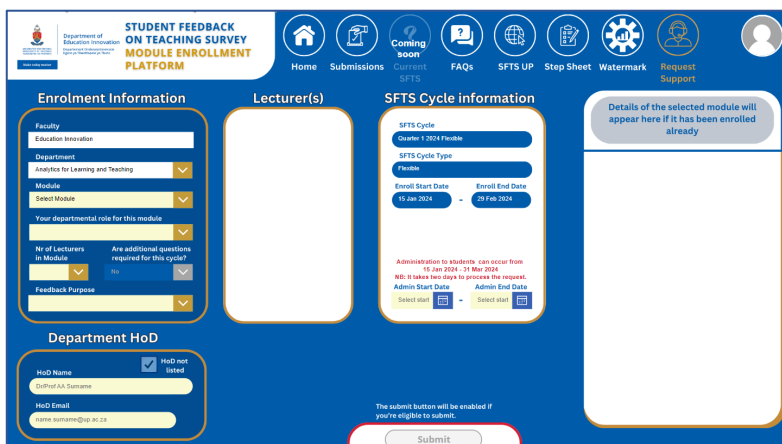 Department of
Education Innovation
Make today matter
STUDENT FEEDBACK
ON TEACHING SURVEY
MODULE ENROLLMENT
PLATFORM
Home
Submissions
?
Coming
soon
Current
SFTS
?
FAQs
SFTS UP
Step Sheet
Watermark
Request
Support
Enrolment Information
Faculty
Education Innovation
Department
Analytics for Learning and Teaching
Module
Select Module
Your departmental role for this module
Nr of Lecturers
in Module
Are additional questions
required for this cycle?
No
Feedback Purpose
Department HoD
HoD not
listed
HoD Name
Dr/Prof AA Surname
HoD Email
name.surname@up.ac.za
Lecturer(s)
SFTS Cycle information
SFTS Cycle
Quarter 1 2024 Flexible
SFTS Cycle Type
Flexible
Enroll Start Date
Enroll End Date
15 Jan 2024
-
29 Feb 2024
Administration to students can occur from
15 Jan 2024 - 31 Mar 2024
NB: It takes two days to process the request.
Admin Start Date
Admin End Date
Select start
-
Select start
The submit button will be enabled if
you're eligible to submit.
Submit
Details of the selected module will
appear here if it has been enrolled
already